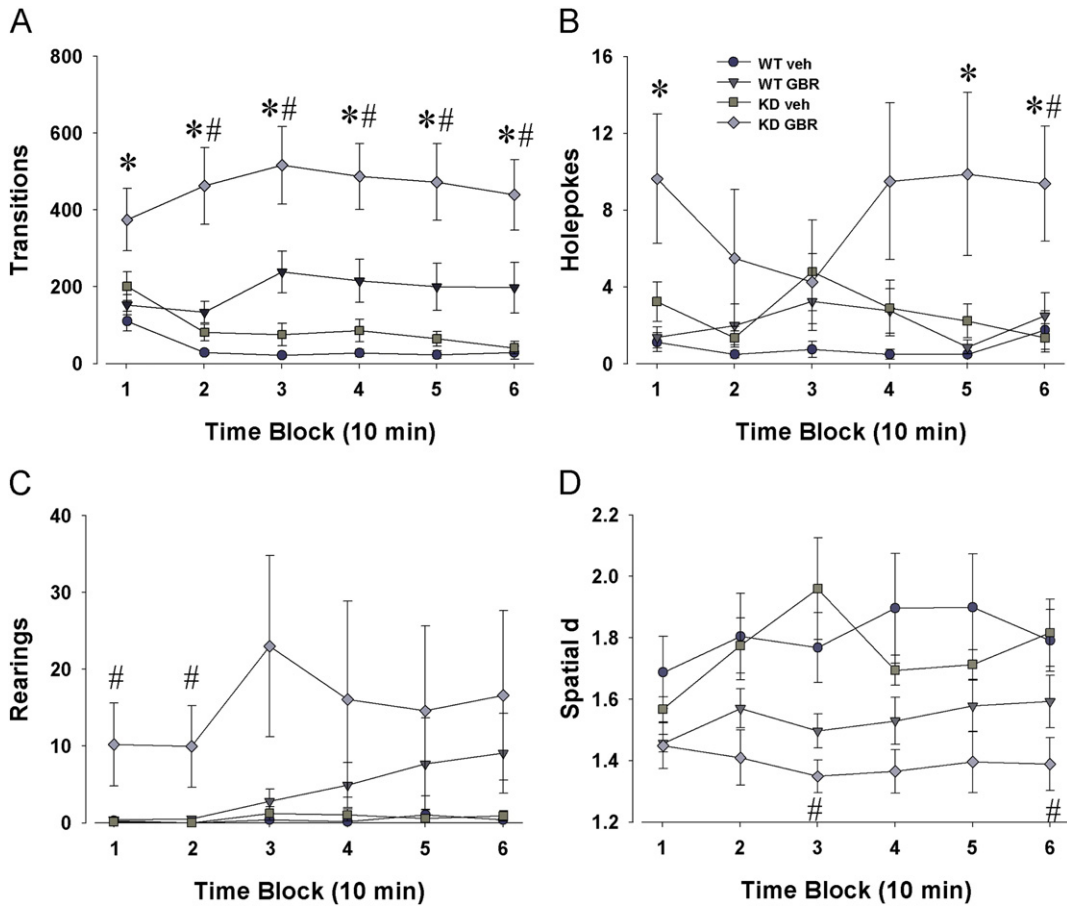 A
800
600
400
200
0
Transitions
*
*#
*#
*#
*#
*#
1 2 3 4 5 6
Time Block (10 min)
B
16
12
8
4
0
Holepokes
WT veh
WT GBR
KD veh
KD GBR
*
*
*#
1 2 3 4 5 6
Time Block (10 min)
C
40
30
20
10
0
Rearings
#
#
1 2 3 4 5 6
Time Block (10 min)
D
2.2
2.0
1.8
1.6
1.4
1.2
Spatial d
#
#
1 2 3 4 5 6
Time Block (10 min)